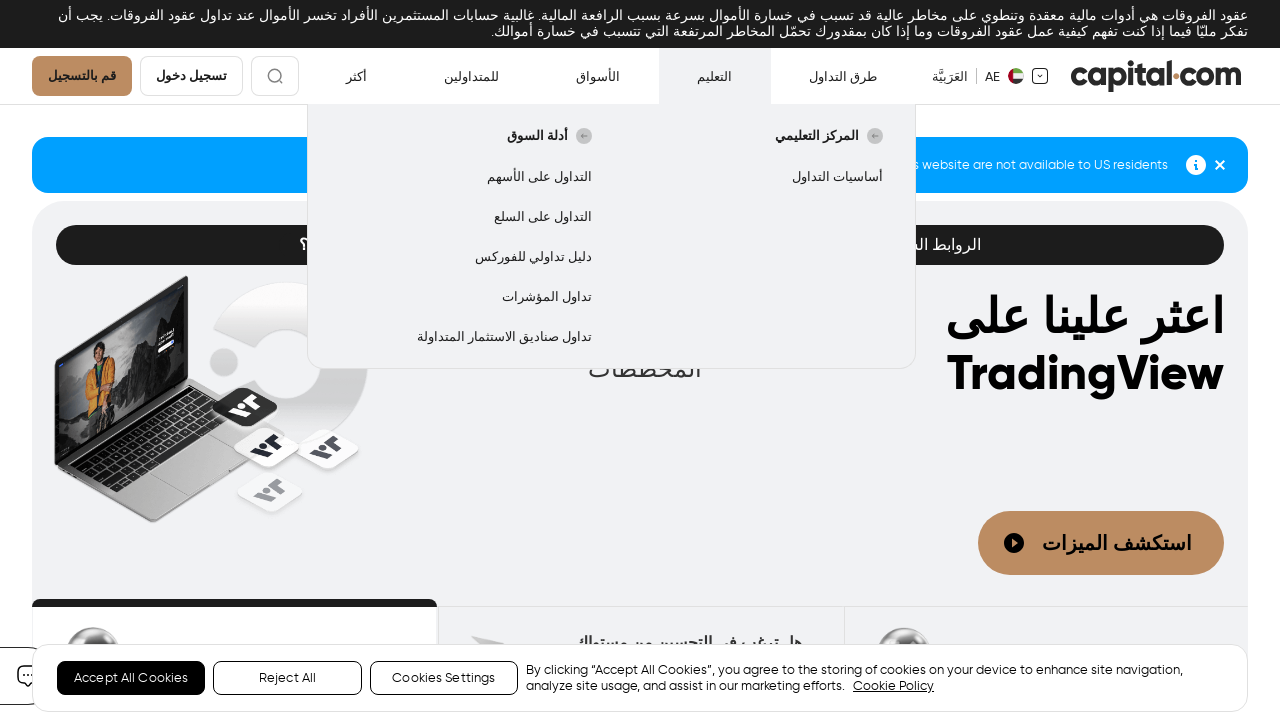 عقود الفروقات هي أدوات مالية معقدة وتنطوي على مخاطر عالية قد تسبب في خسارة الأموال بسرعة بسبب الرافعة المالية. غالبية حسابات المستثمرين الأفراد تخسر الأموال عند تداول عقود الفروقات. يجب أن
تفكر مليًّا فيما إذا كنت تفهم كيفية عمل عقود الفروقات وما إذا كان بمقدورك تحمّل المخاطر المرتفعة التي تتسبب في خسارة أموالك.
capital.com
AE
العَرَبيَّة
طرق التداول
التعليم
الأسواق
للمتداولين
أكثر
تسجيل دخول
قم بالتسجيل
المركز التعليمي
أساسيات التداول
أدلة السوق
التداول على الأسهم
التداول على السلع
دليل تداولي للفوركس
تداول المؤشرات
تداول صناديق الاستثمار المتداولة
website are not available to US residents
الروابط
؟
اعثر علينا على
TradingView
المخططات
استكشف الميزات
هل ترغب في التحسين من مستواك
Accept All Cookies
Reject All
Cookies Settings
By clicking “Accept All Cookies”, you agree to the storing of cookies on your device to enhance site navigation,
analyze site usage, and assist in our marketing efforts. Cookie Policy